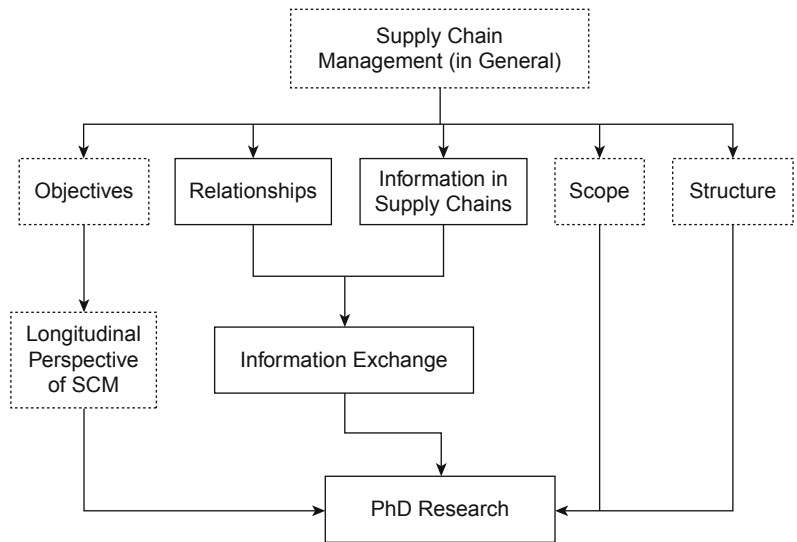 Supply Chain
Management (in General)
Objectives
Relationships
Information in
Supply Chains
Scope
Structure
Longitudinal
Perspective
of SCM
Information Exchange
PhD Research